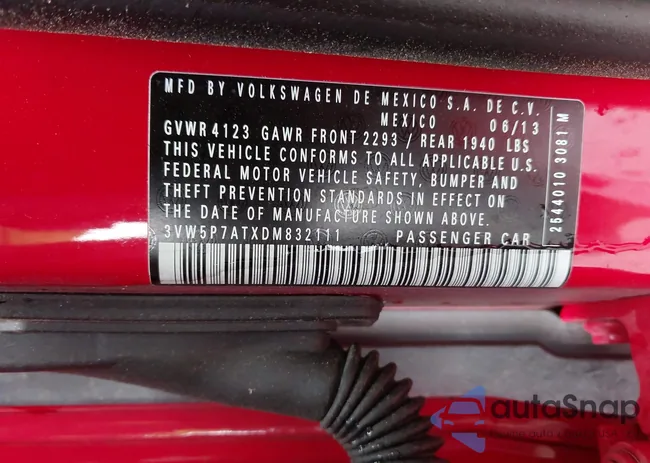 MFD BY VOLKSWAGEN DE MEXICO S.A. DE C.V.
MEXICO 06/13
GVWR 4123 GAWR FRONT 2293 / REAR 1940 LBS
THIS VEHICLE CONFORMS TO ALL APPLICABLE U.S.
FEDERAL MOTOR VEHICLE SAFETY, BUMPER AND
THEFT PREVENTION STANDARDS IN EFFECT ON
THE DATE OF MANUFACTURE SHOWN ABOVE.
3VW5P7ATXDM832111 PASSENGER CAR
2544010 3081 M
autoSnap